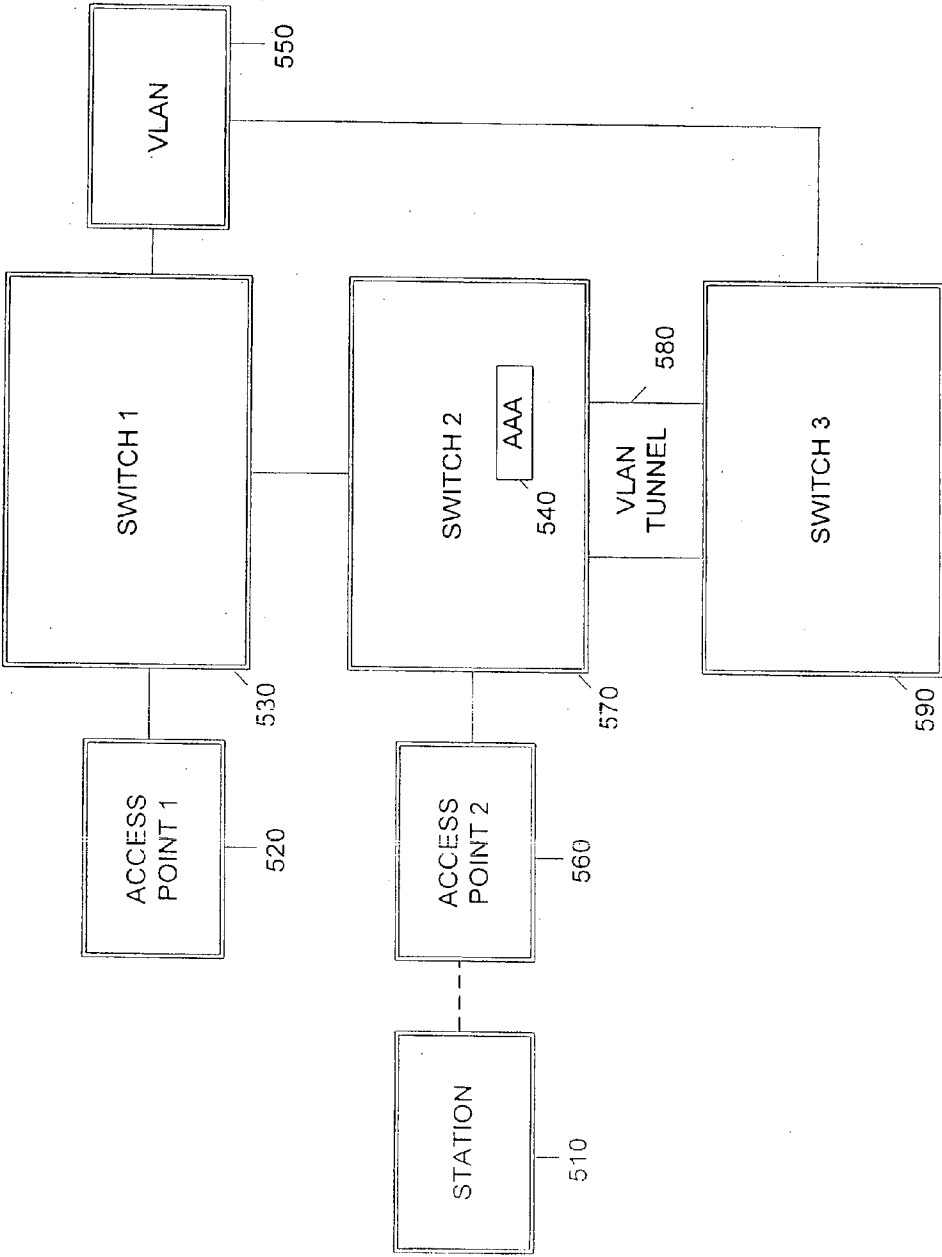 VLAN
550
SWITCH 1
530
ACCESS
POINT 1
520
SWITCH 2
AAA
540
570
ACCESS
POINT 2
560
STATION
510
VLAN
TUNNEL
580
SWITCH 3
590